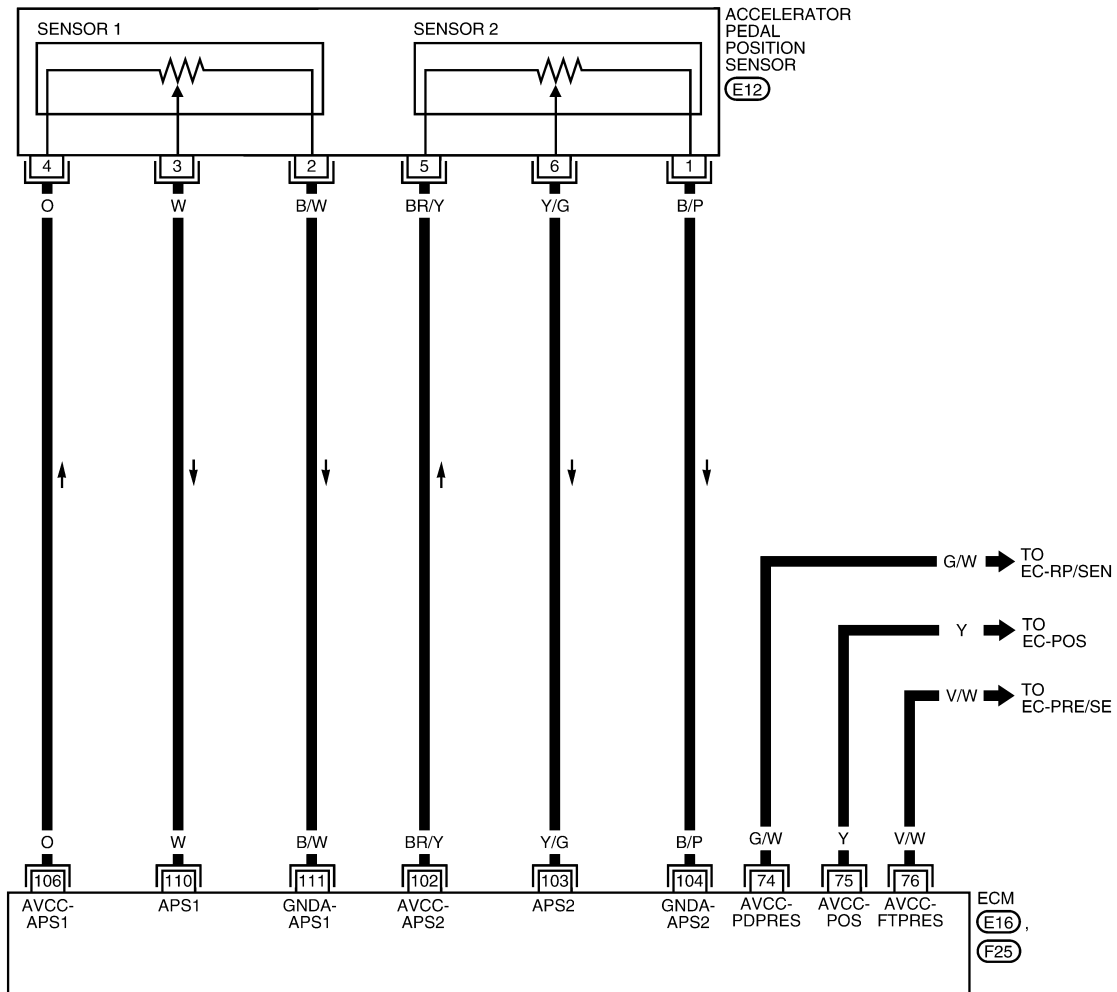 SENSOR 1
SENSOR 2
ACCELERATOR
PEDAL
POSITION
SENSOR
E12
4 3 2 5 6 1
O W B/W BR/Y Y/G B/P
G/W TO
EC-RP/SEN
Y TO
EC-POS
V/W TO
EC-PRE/SE
O W B/W BR/Y Y/G B/P G/W Y V/W
106 110 111 102 103 104 74 75 76
AVCC-
APS1
APS1
GNDA-
APS1
AVCC-
APS2
APS2
GNDA-
APS2
AVCC-
PDPRES
AVCC-
POS
AVCC-
FTPRES
ECM
E16 ,
F25